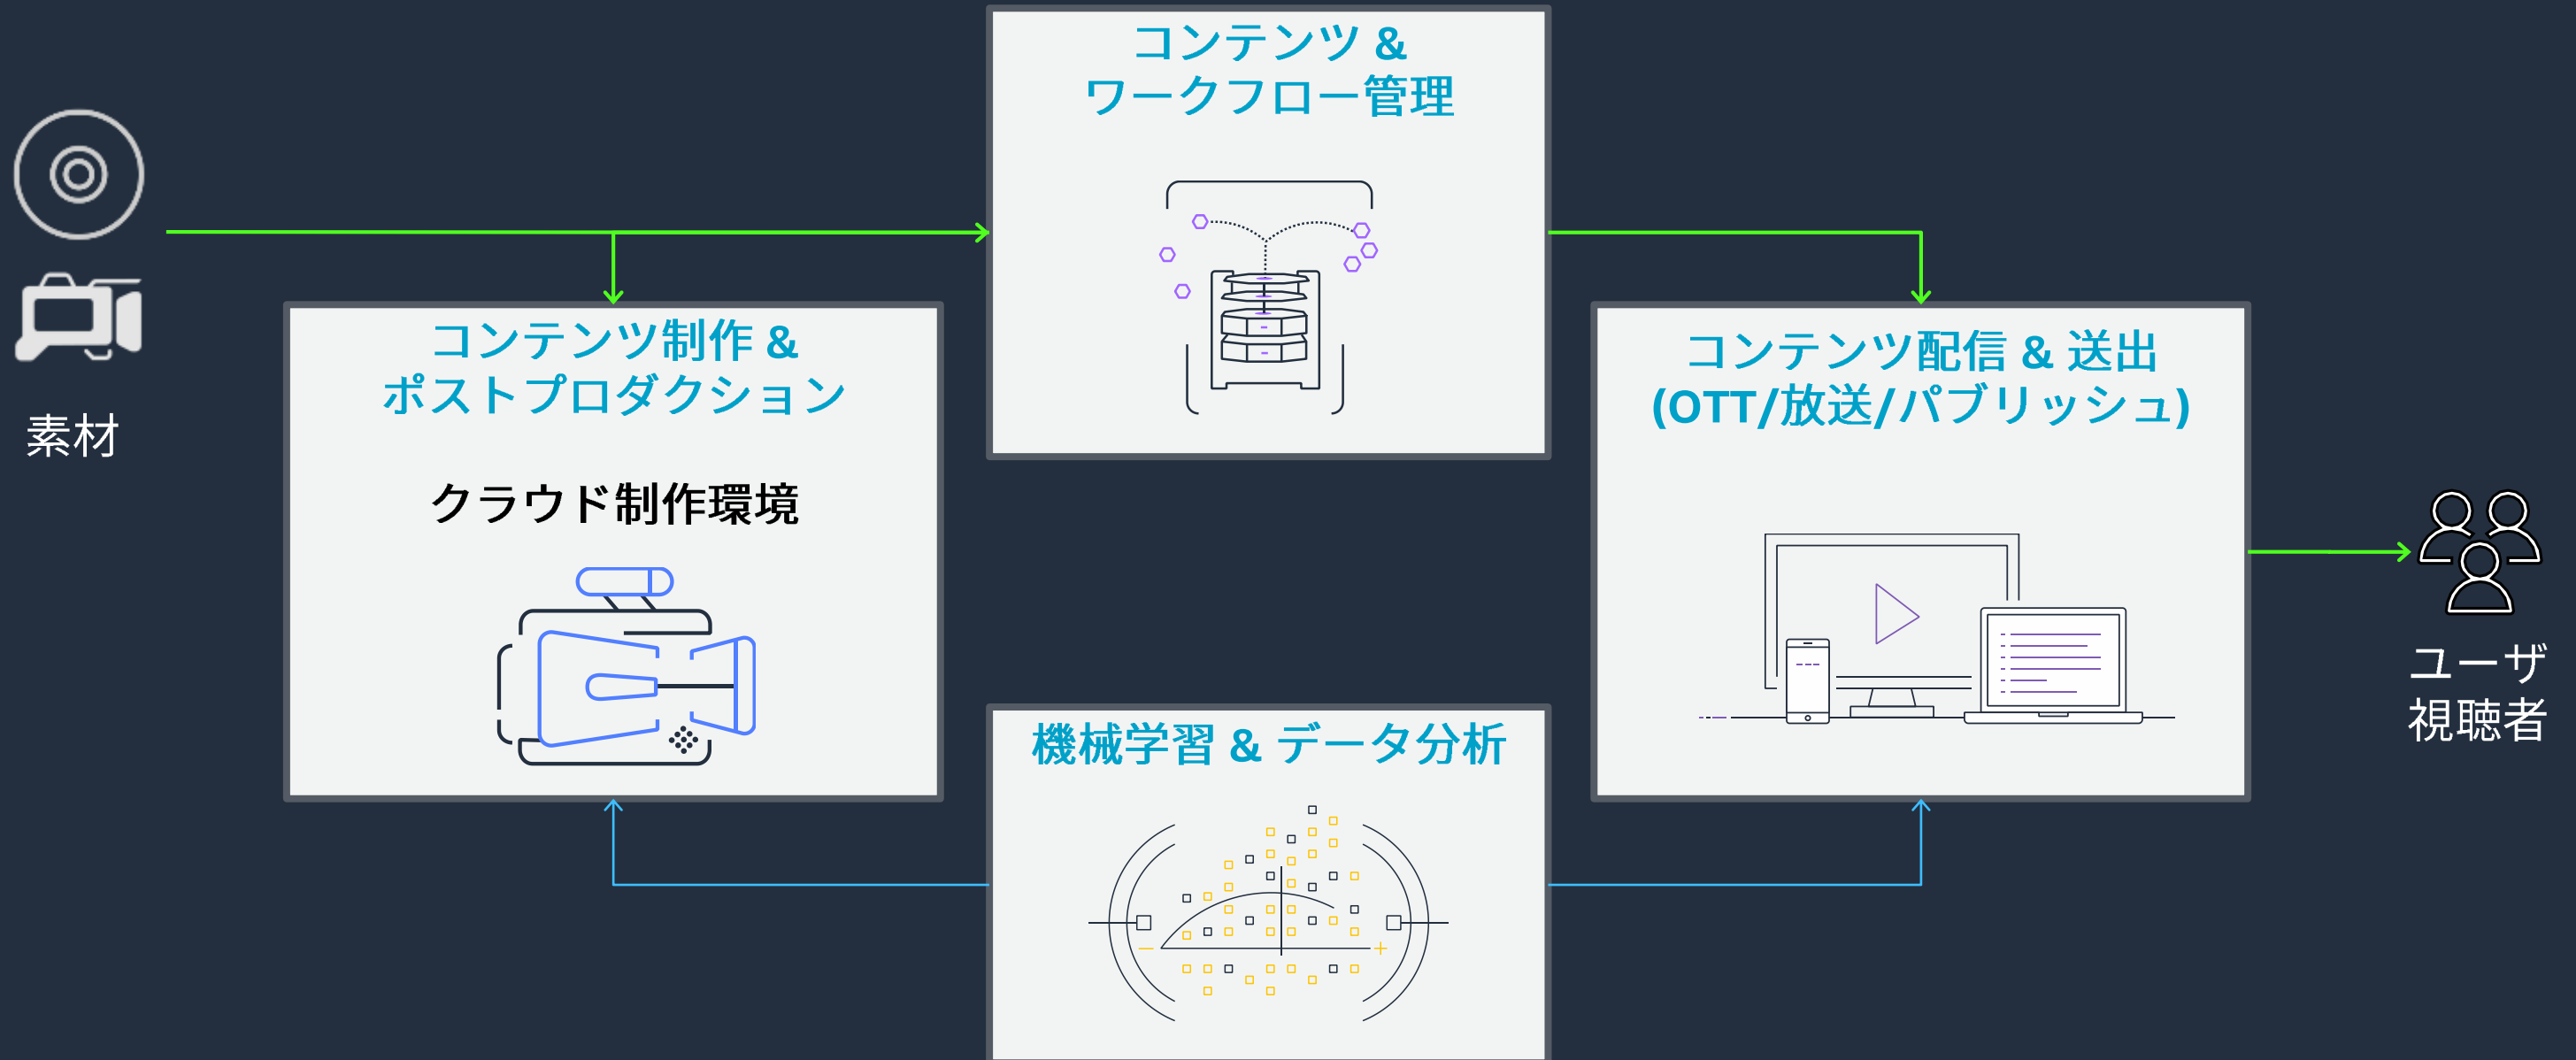 コンテンツ &
ワークフロー管理
素材
コンテンツ制作 &
ポストプロダクション
クラウド制作環境
コンテンツ配信 & 送出
(OTT/放送/パブリッシュ)
ユーザ
視聴者
機械学習 & データ分析